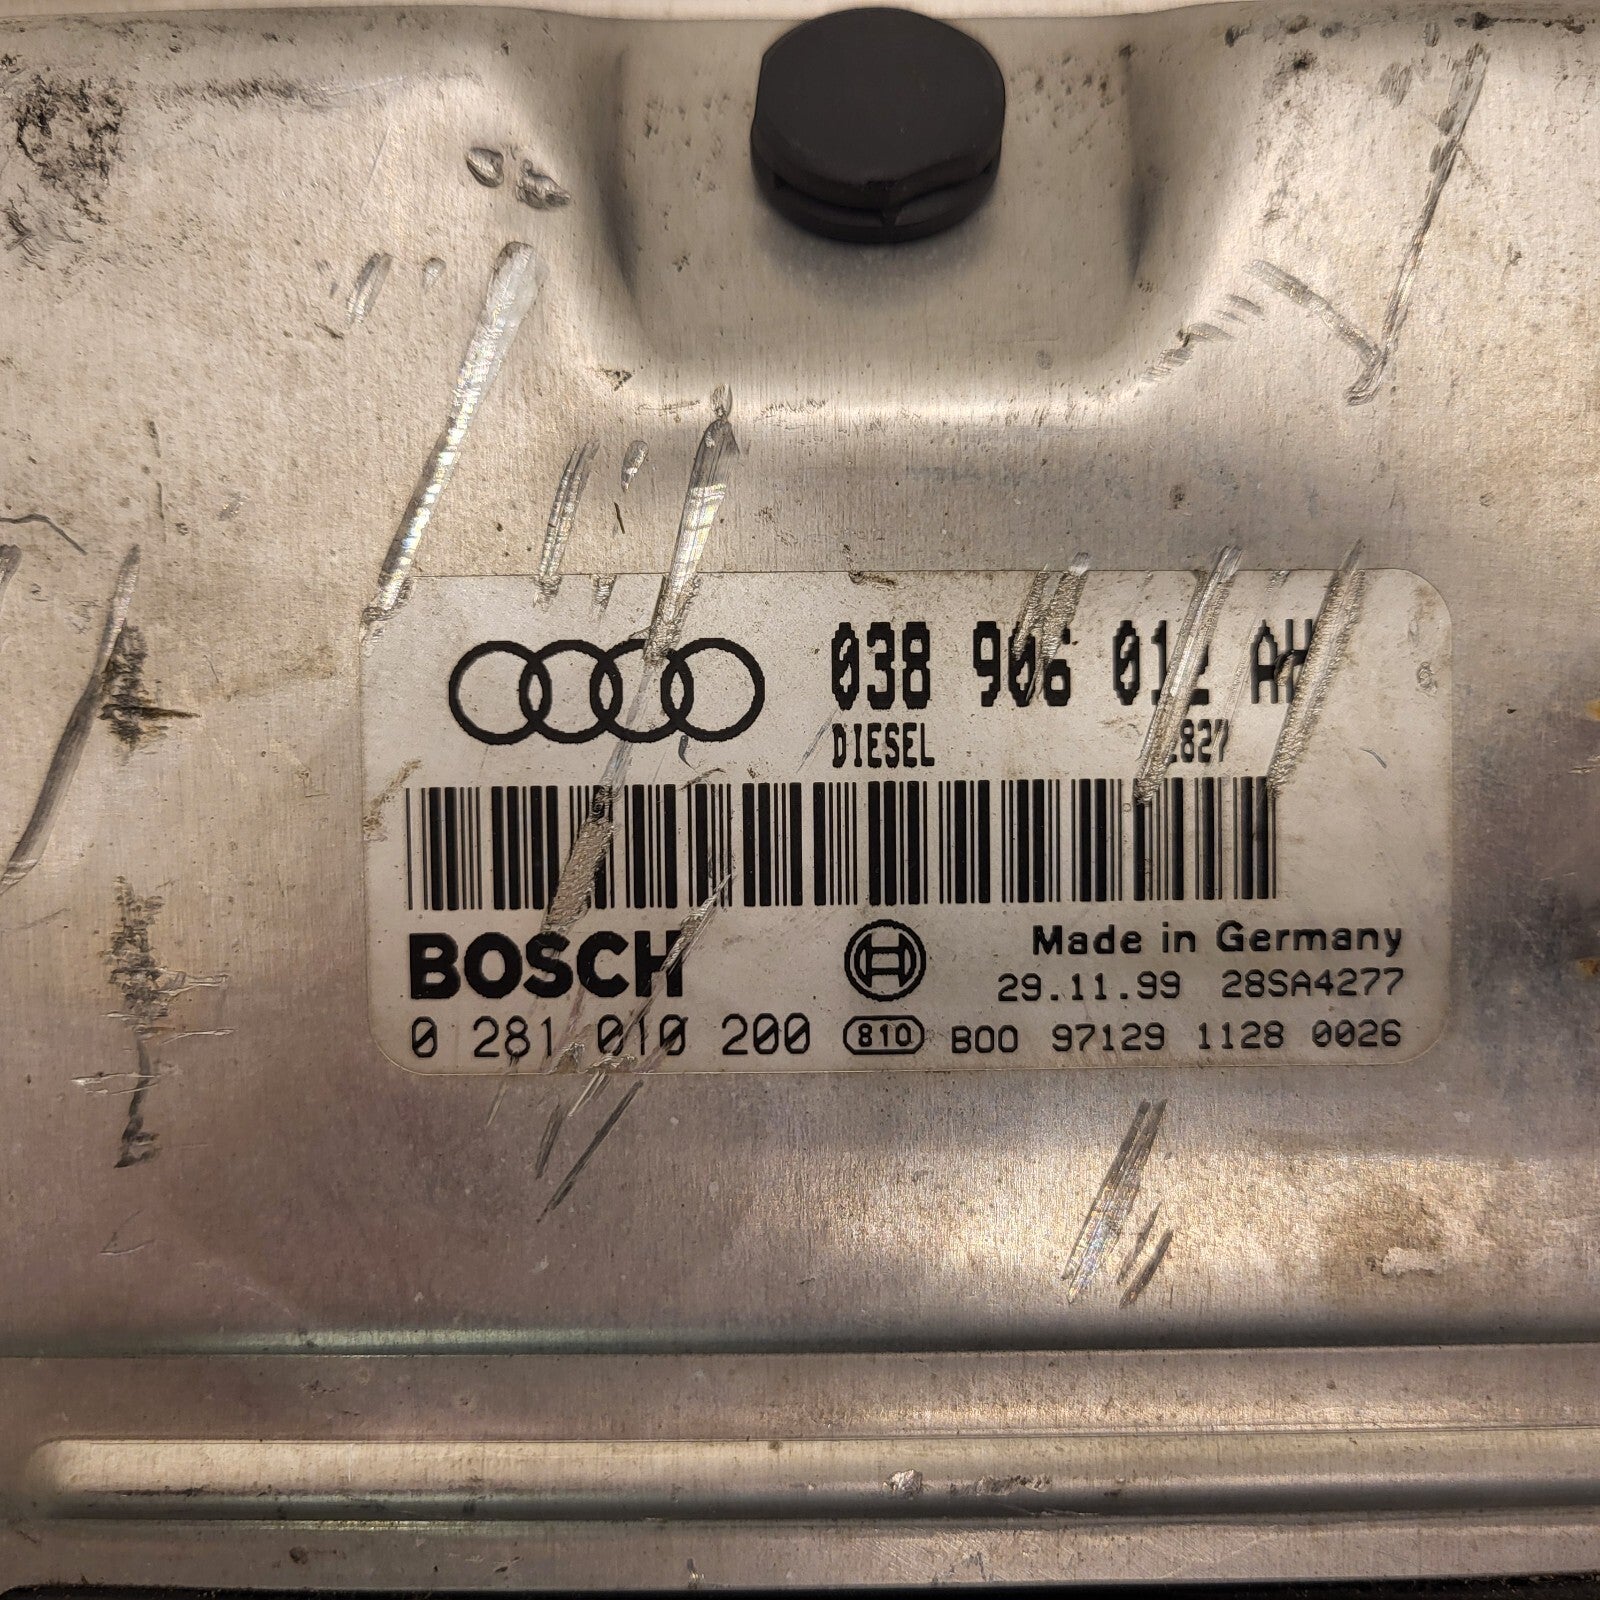 038 906 012 AH
DIESEL 2827
BOSCH
Made in Germany
29.11.99 28SA4277
0 281 010 200 810 B00 97129 1128 0026